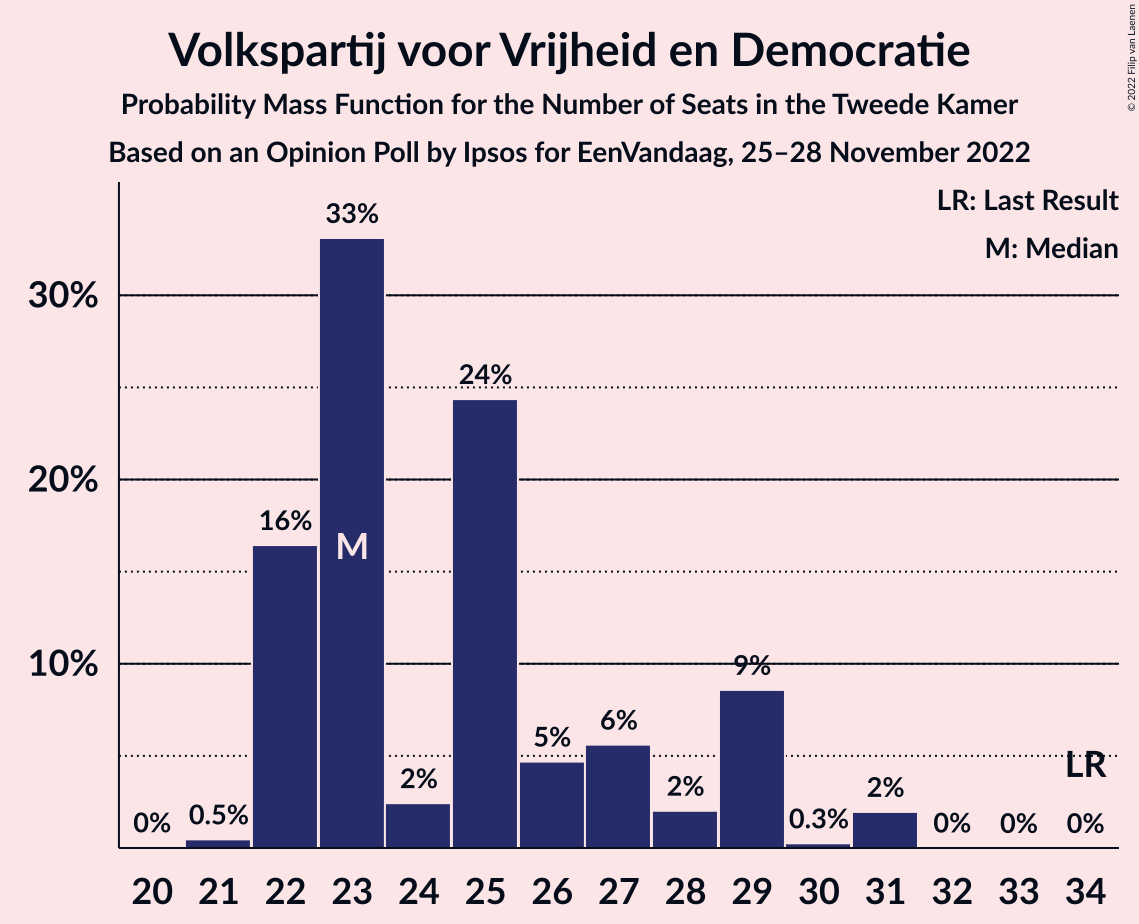 Volkspartij voor Vrijheid en Democratie
Probability Mass Function for the Number of Seats in the Tweede Kamer
Based on an Opinion Poll by Ipsos for EenVandaag, 25–28 November 2022
© 2022 Filip van Laenen
LR: Last Result
M: Median
30%
20%
10%
0%
0.5%
16%
33%
M
2%
24%
5%
6%
2%
9%
0.3%
2%
0%
0%
LR
0%
20 21 22 23 24 25 26 27 28 29 30 31 32 33 34